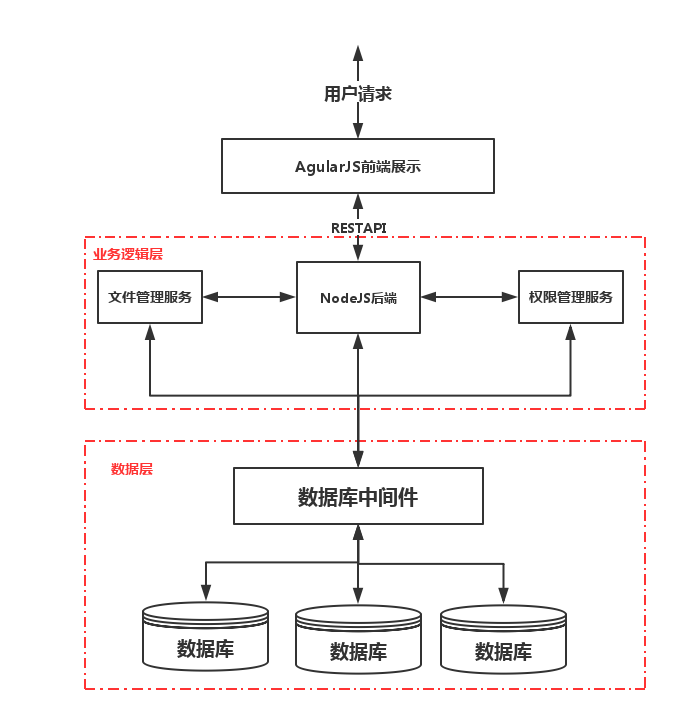 用户请求
AgularJS前端展示
RESTAPI
业务逻辑层
文件管理服务
NodeJS后端
权限管理服务
数据层
数据库中间件
数据库
数据库
数据库